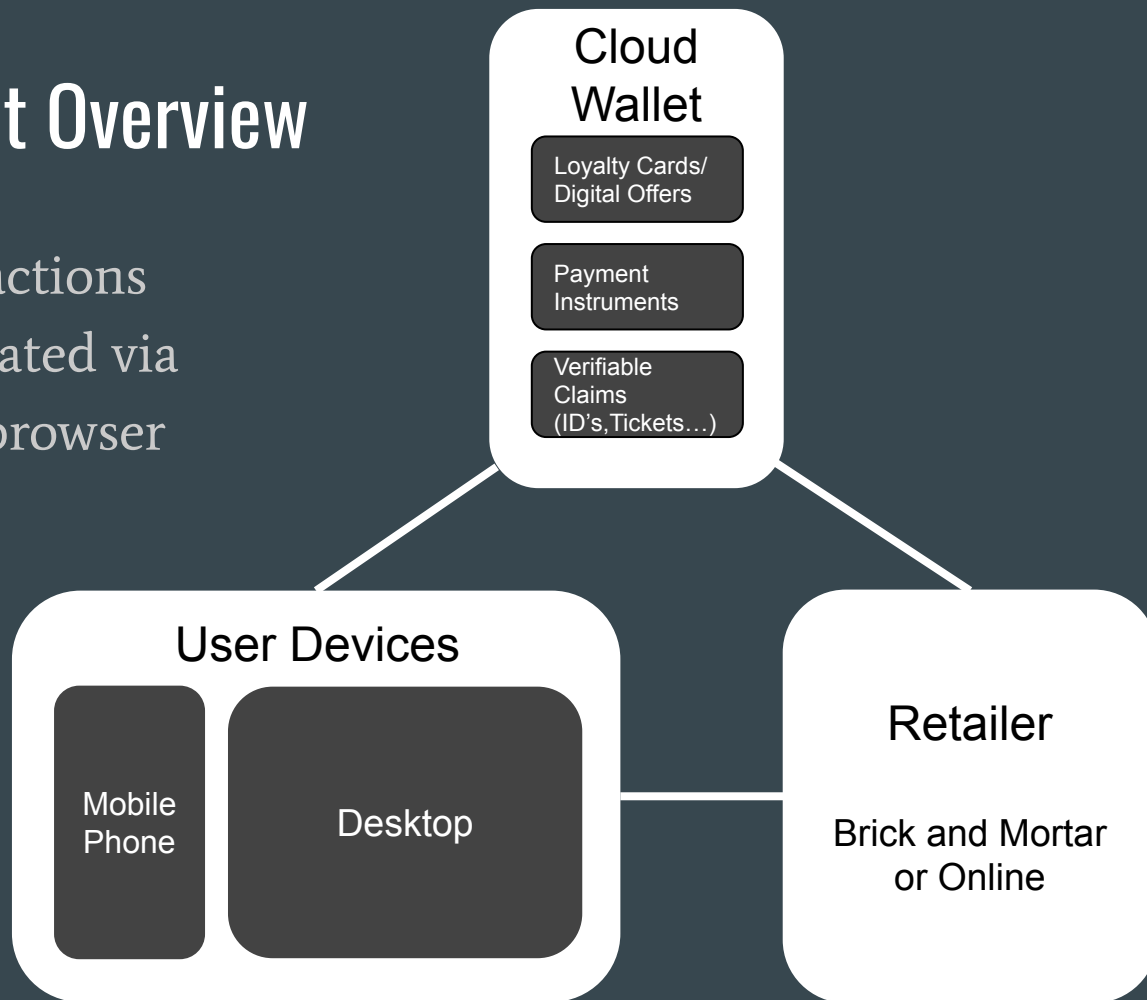 t Overview
actions
ated via
browser
Cloud
Wallet
Loyalty Cards/
Digital Offers
Payment
Instruments
Verifiable
Claims
(ID's,Tickets…)
User Devices
Mobile
Phone
Desktop
Retailer
Brick and Mortar
or Online